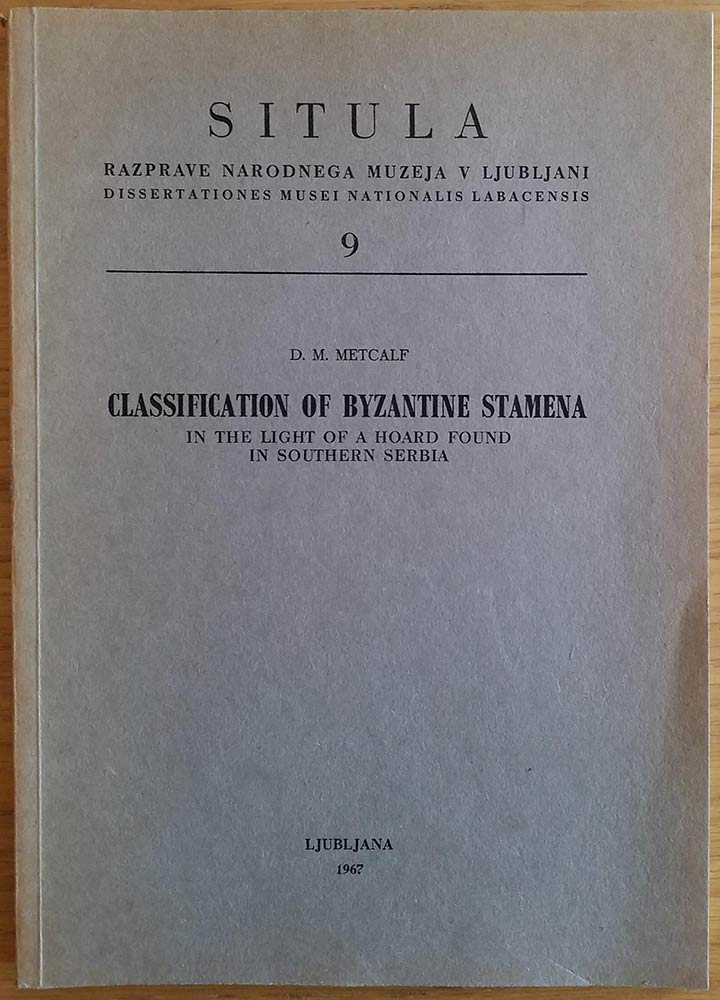 SITULA
RAZPRAVE NARODNEGA MUZEJA V LJUBLJANI
DISSERTATIONES MUSEI NATIONALIS LABACENSIS
9
D. M. METCALF
CLASSIFICATION OF BYZANTINE STAMENA
IN THE LIGHT OF A HOARD FOUND
IN SOUTHERN SERBIA
LJUBLJANA
1967